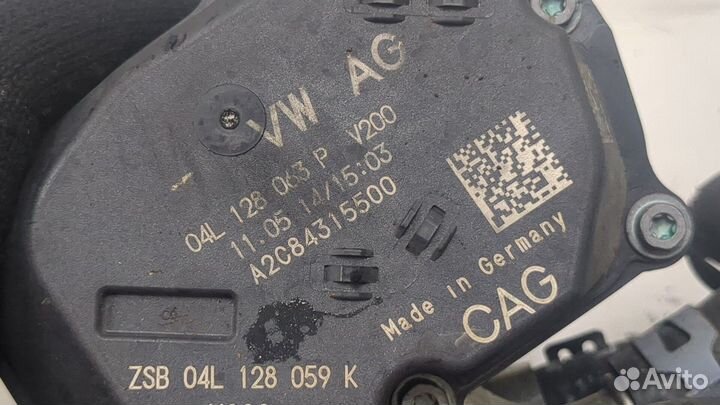 VW AG
04L 128 063 P V200
11.05.14/15:03
A2C84315500
Made in Germany
CAG
ZSB 04L 128 059 K
Avito